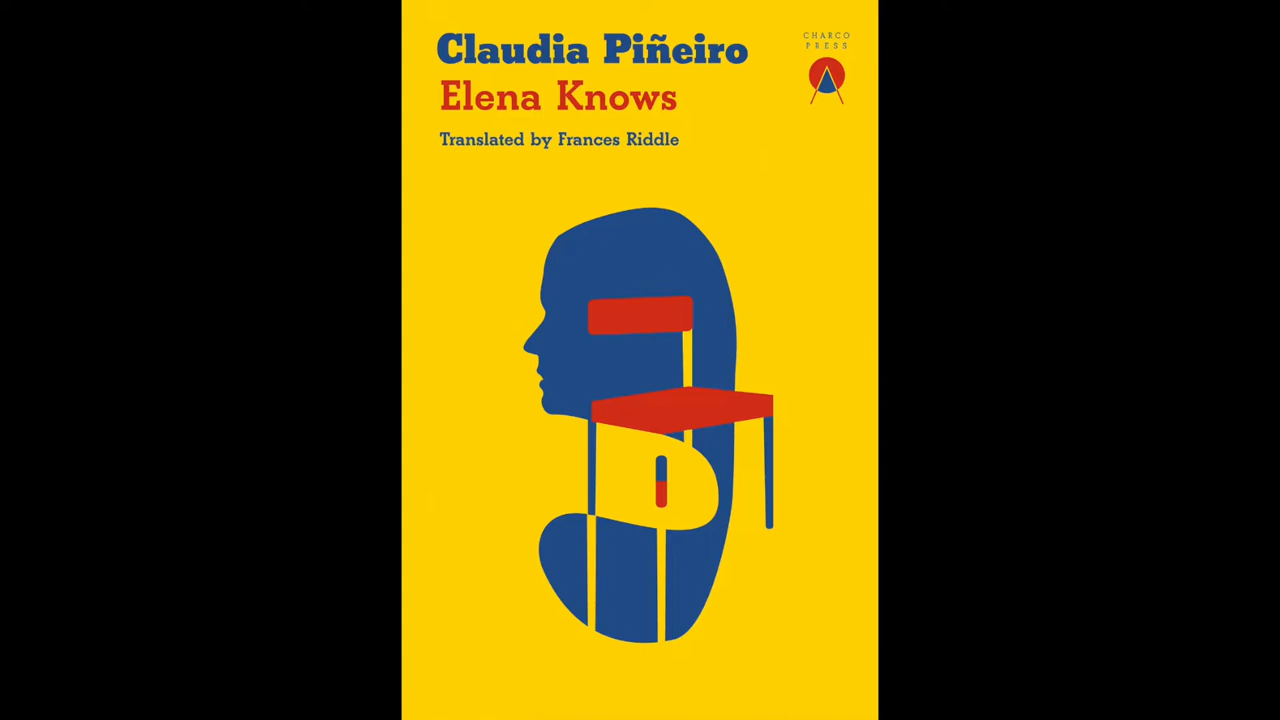 Claudia Piñeiro
Elena Knows
Translated by Frances Riddle
CHARCO
PRESS